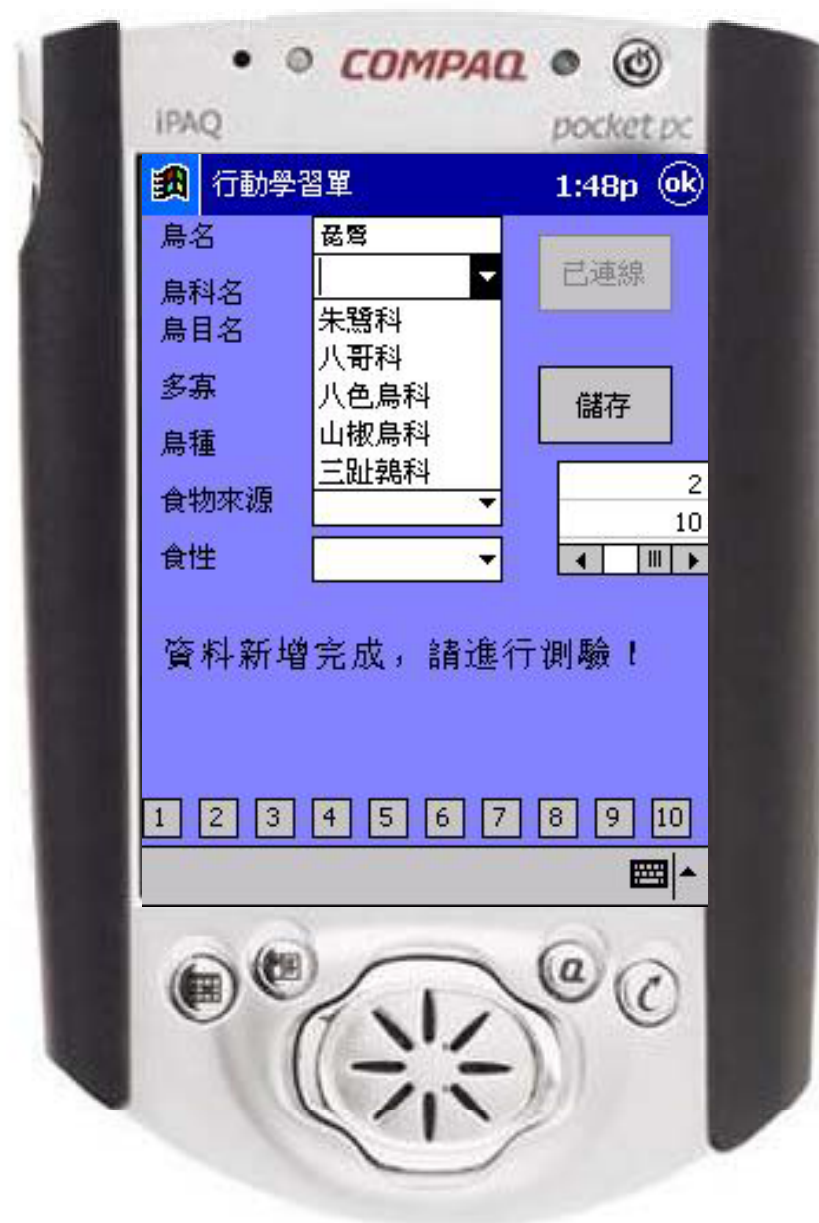 COMPAQ
iPAQ
pocket pc
行動學習單 1:48p ok
鳥名 琵鷺
已連線
鳥科名
鳥目名
朱鷺科
八哥科
多寡
八色鳥科
儲存
鳥種
山椒鳥科
三趾鶉科
食物來源
2
10
食性
資料新增完成，請進行測驗！
1 2 3 4 5 6 7 8 9 10